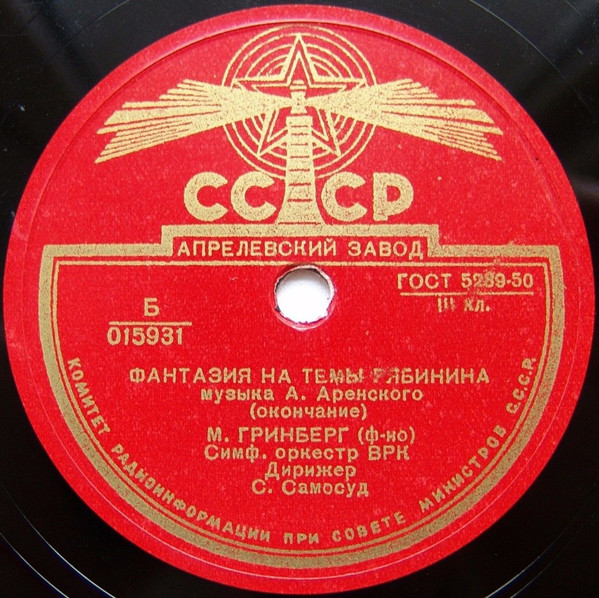 СССР
АПРЕЛЕВСКИЙ ЗАВОД
ГОСТ 5289-50
III кл.
Б
015931
ФАНТАЗИЯ НА ТЕМЫ РЯБИНИНА
музыка А. Аренского
(окончание)
М. ГРИНБЕРГ (ф-но)
Симф. оркестр ВРК
Дирижер
С. Самосуд
КОМИТЕТ РАДИОИНФОРМАЦИИ ПРИ СОВЕТЕ МИНИСТРОВ С.С.С.Р.